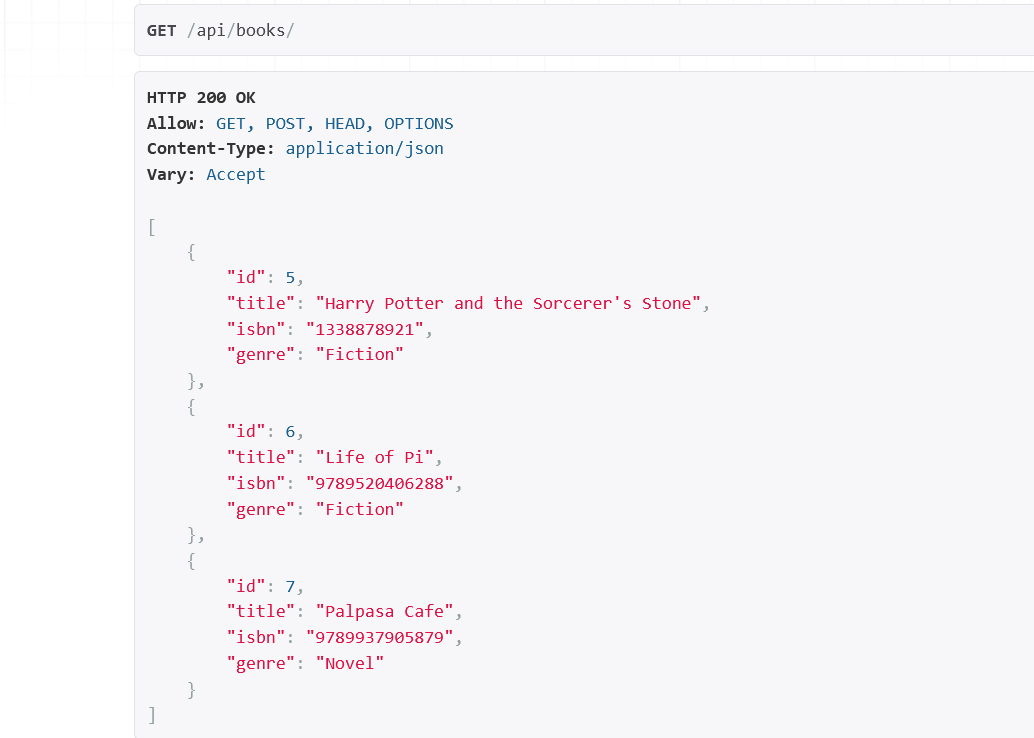 GET /api/books/
HTTP 200 OK
Allow: GET, POST, HEAD, OPTIONS
Content-Type: application/json
Vary: Accept
[
    {
        "id": 5,
        "title": "Harry Potter and the Sorcerer's Stone",
        "isbn": "1338878921",
        "genre": "Fiction"
    },
    {
        "id": 6,
        "title": "Life of Pi",
        "isbn": "9789520406288",
        "genre": "Fiction"
    },
    {
        "id": 7,
        "title": "Palpasa Cafe",
        "isbn": "9789937905879",
        "genre": "Novel"
    }
]